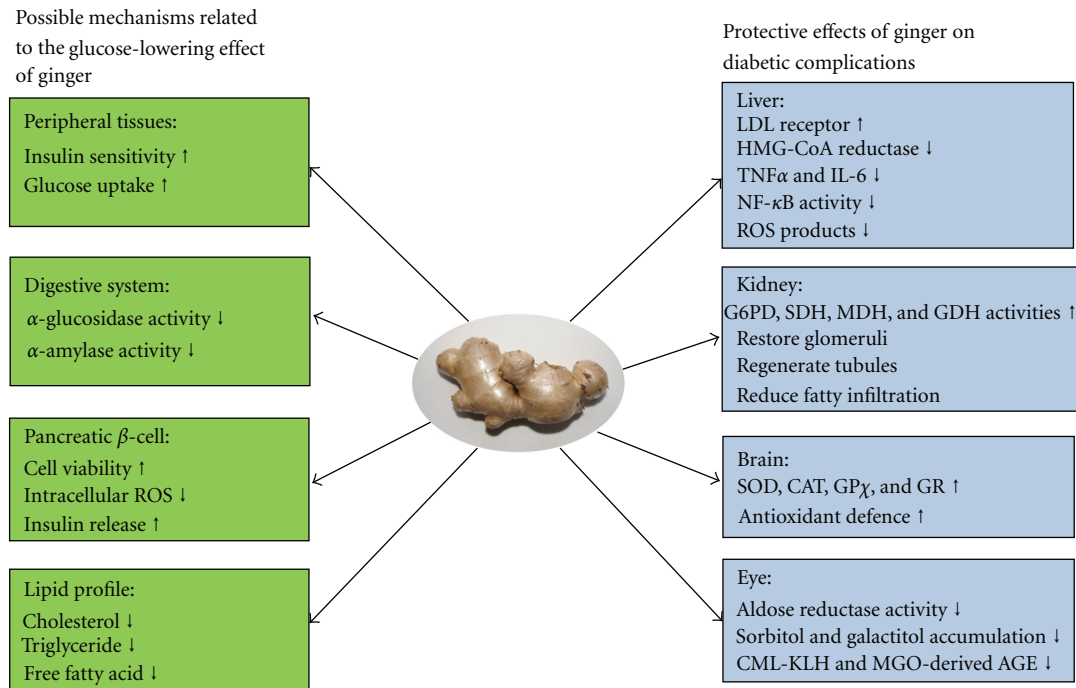 Possible mechanisms related
to the glucose-lowering effect
of ginger
Peripheral tissues:
Insulin sensitivity ↑
Glucose uptake ↑
Digestive system:
α-glucosidase activity ↓
α-amylase activity ↓
Pancreatic β-cell:
Cell viability ↑
Intracellular ROS ↓
Insulin release ↑
Lipid profile:
Cholesterol ↓
Triglyceride ↓
Free fatty acid ↓
Protective effects of ginger on
diabetic complications
Liver:
LDL receptor ↑
HMG-CoA reductase ↓
TNFα and IL-6 ↓
NF-κB activity ↓
ROS products ↓
Kidney:
G6PD, SDH, MDH, and GDH activities ↑
Restore glomeruli
Regenerate tubules
Reduce fatty infiltration
Brain:
SOD, CAT, GPχ, and GR ↑
Antioxidant defence ↑
Eye:
Aldose reductase activity ↓
Sorbitol and galactitol accumulation ↓
CML-KLH and MGO-derived AGE ↓